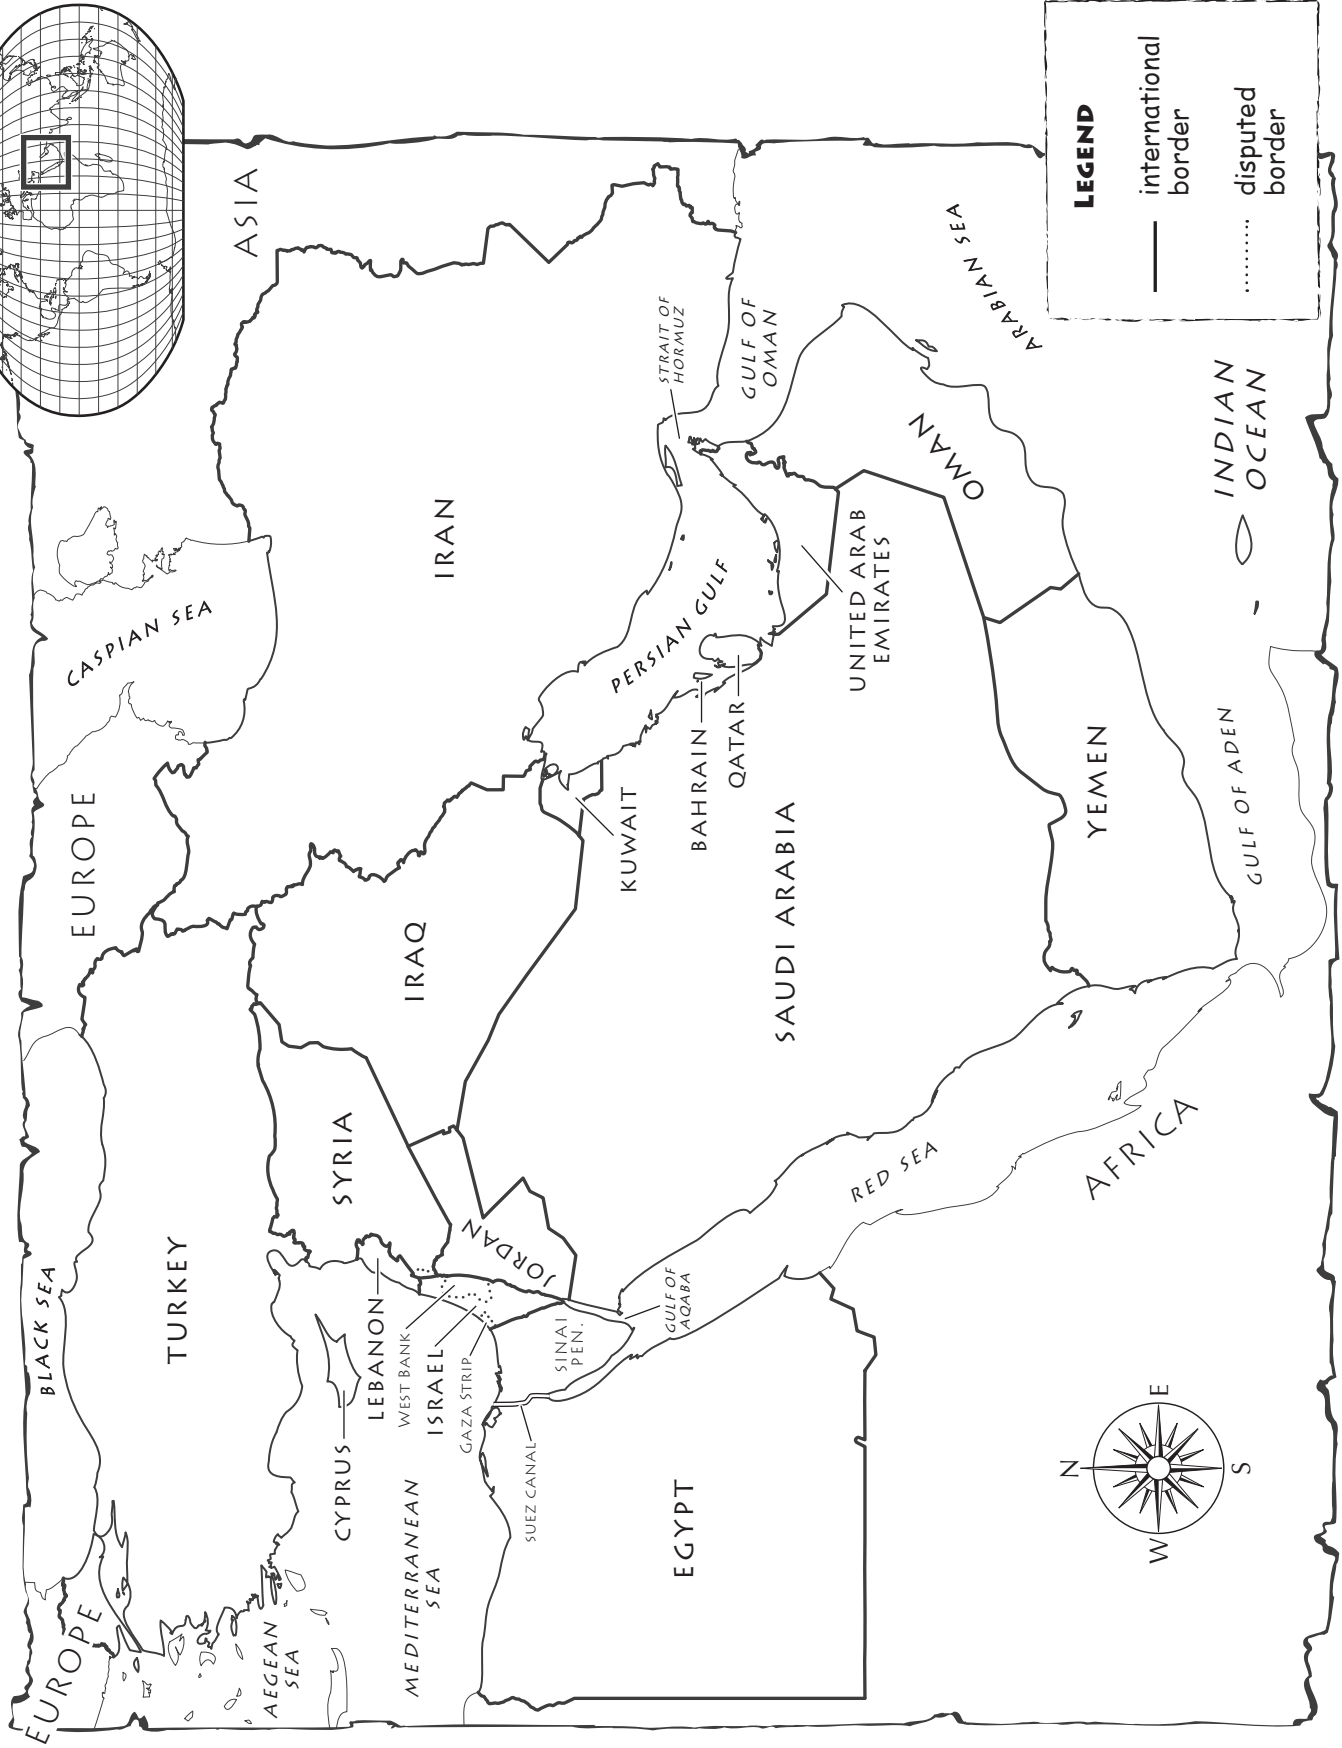 EUROPE
BLACK SEA
EUROPE
CASPIAN SEA
ASIA
TURKEY
AEGEAN
SEA
CYPRUS
SYRIA
LEBANON
WEST BANK
ISRAEL
GAZA STRIP
MEDITERRANEAN
SEA
IRAQ
IRAN
JORDAN
SUEZ CANAL
SINAI
PEN.
KUWAIT
PERSIAN GULF
STRAIT OF
HORMUZ
EGYPT
GULF OF
AQABA
BAHRAIN
QATAR
GULF OF
OMAN
SAUDI ARABIA
UNITED ARAB
EMIRATES
RED SEA
OMAN
ARABIAN SEA
YEMEN
AFRICA
GULF OF ADEN
INDIAN
OCEAN
N
W
E
S
LEGEND
international
border
disputed
border